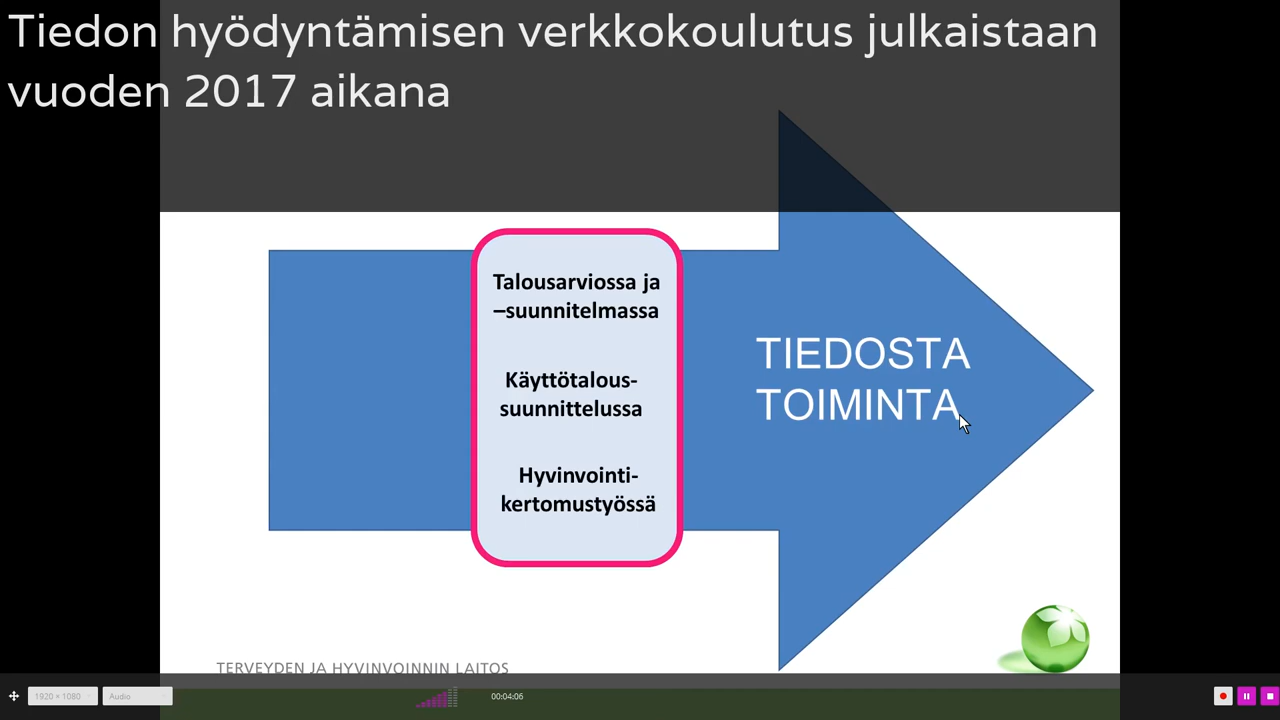 Tiedon hyödyntämisen verkkokoulutus julkaistaan
vuoden 2017 aikana
Talousarviossa ja
–suunnitelmassa
Käyttötalous-
suunnittelussa
Hyvinvointi-
kertomustyössä
TIEDOSTA
TOIMINTA
TERVEYDEN JA HYVINVOINNIN LAITOS
1920 × 1080
Audio
00:04:06